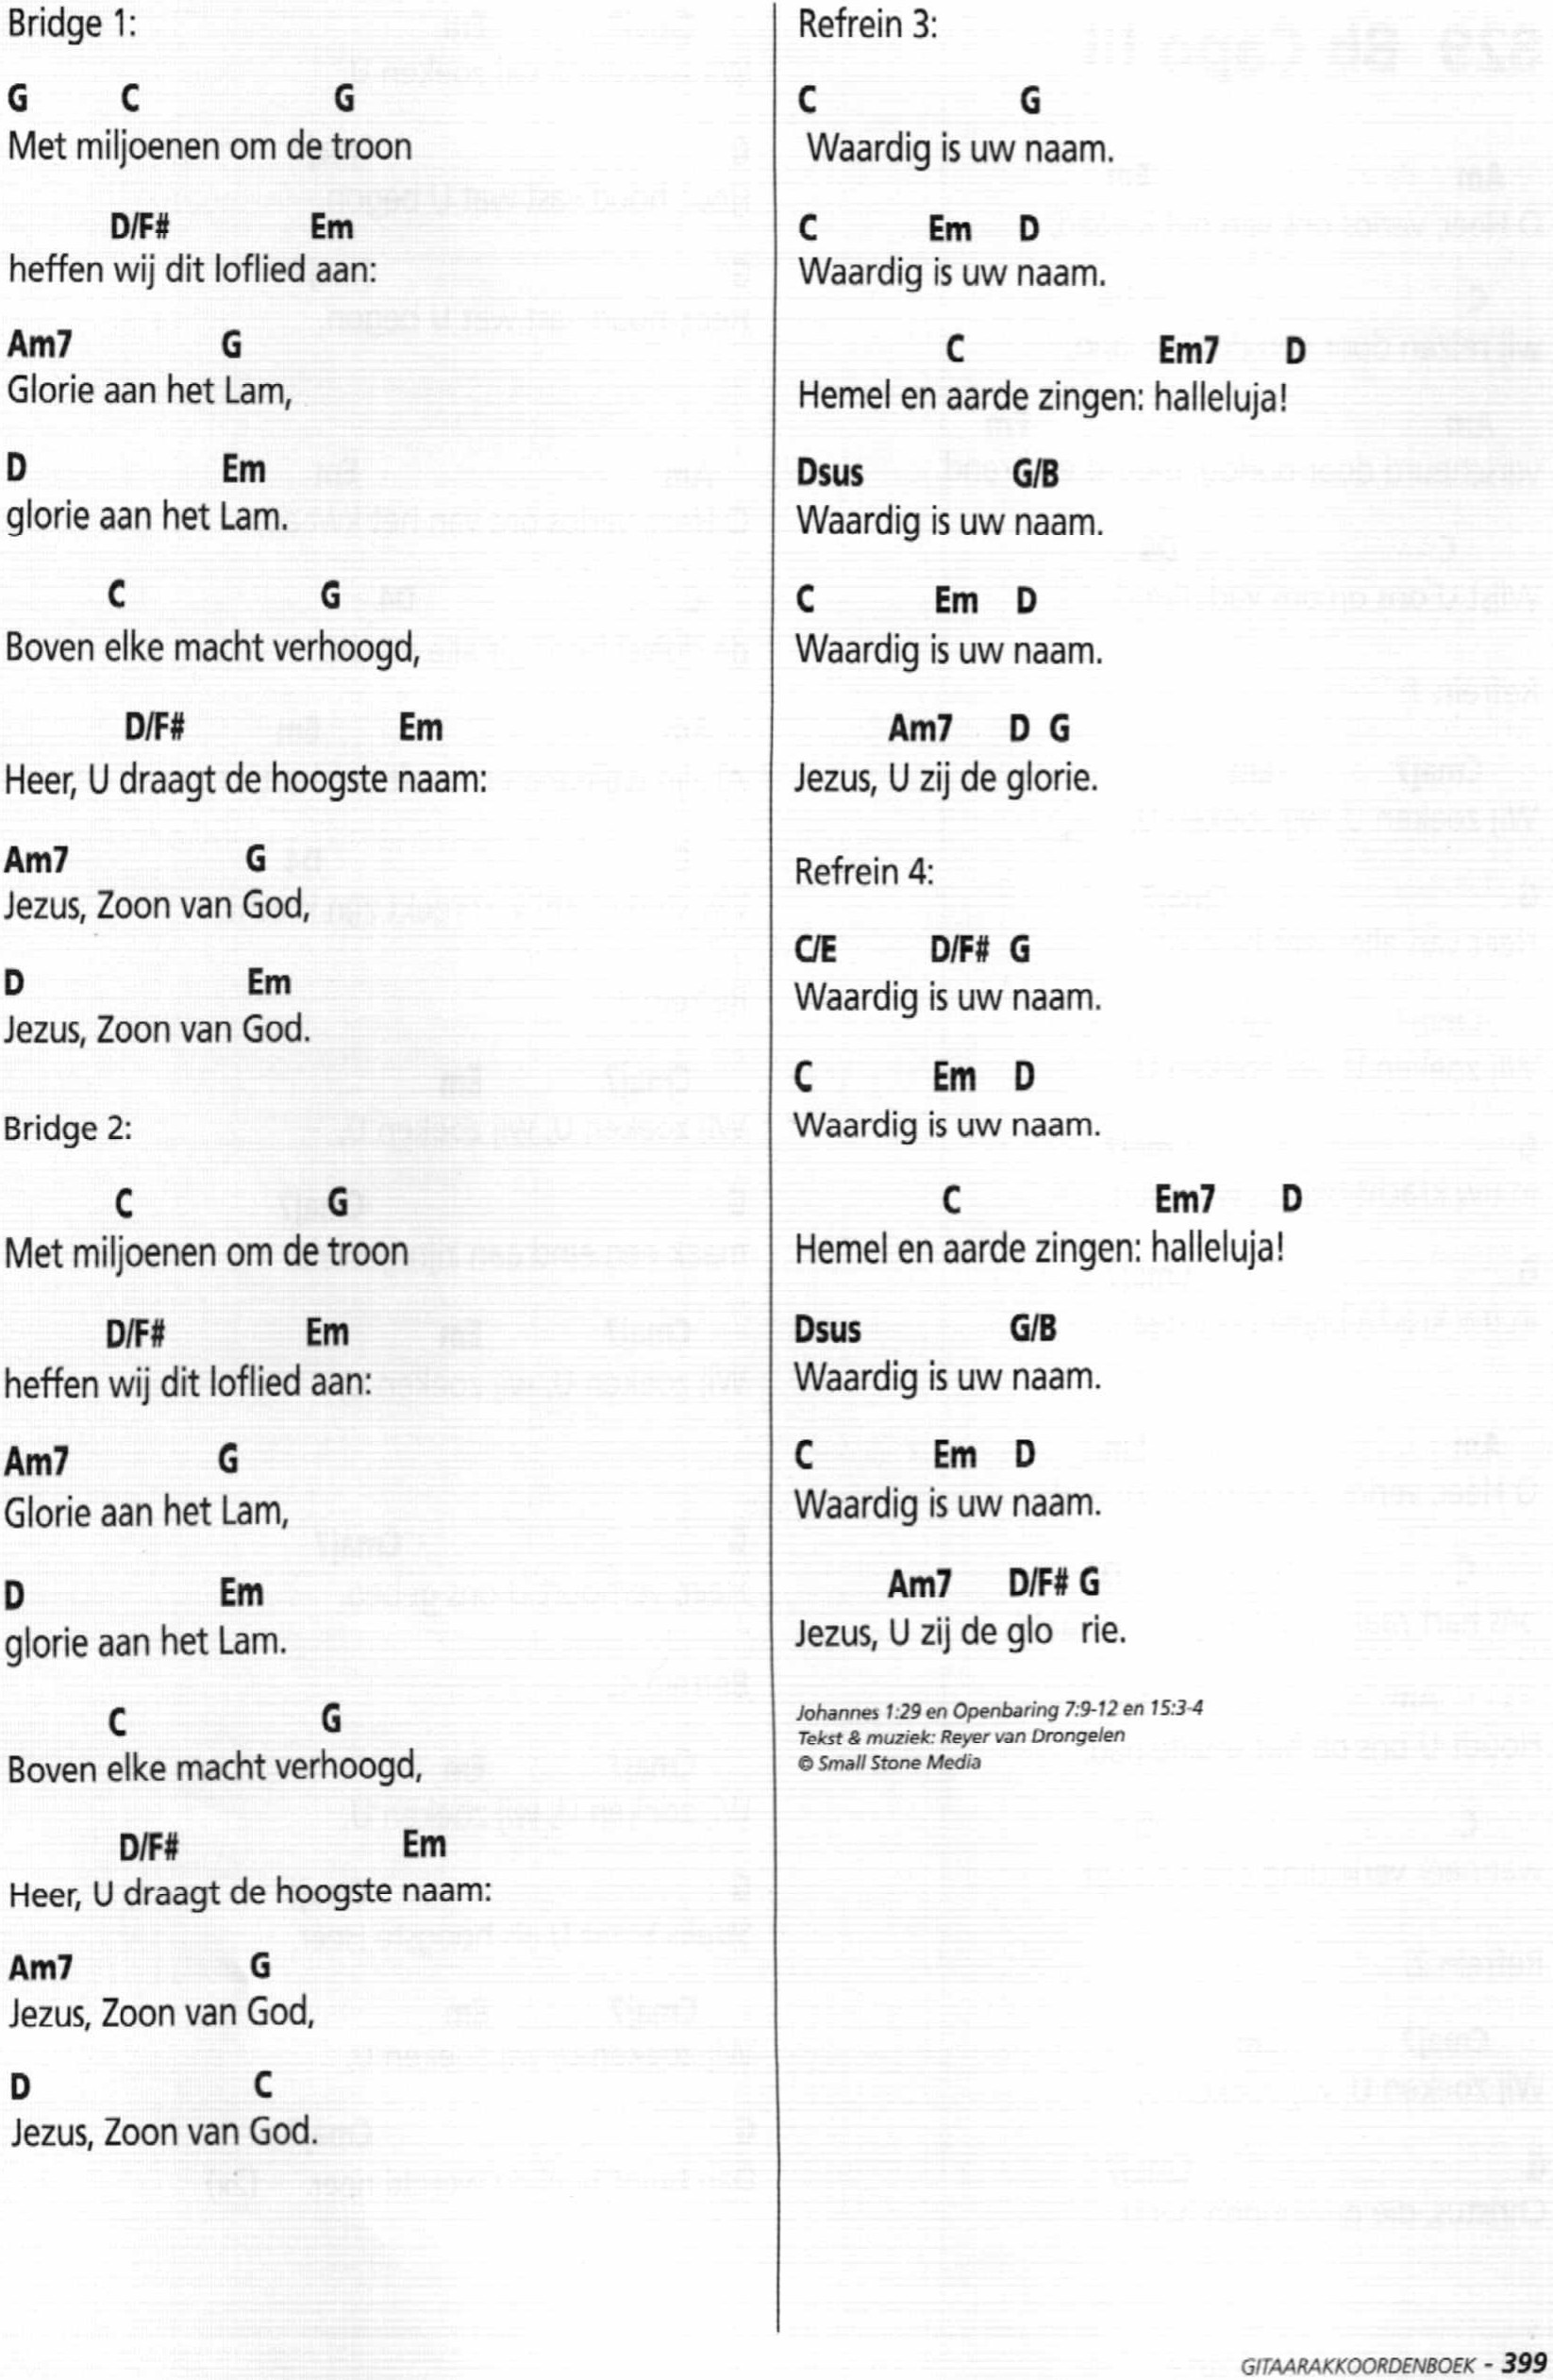 Bridge 1:
G C G
Met miljoenen om de troon
D/F# Em
heffen wij dit loflied aan:
Am7 G
Glorie aan het Lam,
D Em
glorie aan het Lam.
C G
Boven elke macht verhoogd,
D/F# Em
Heer, U draagt de hoogste naam:
Am7 G
Jezus, Zoon van God,
D Em
Jezus, Zoon van God.
Bridge 2:
C G
Met miljoenen om de troon
D/F# Em
heffen wij dit loflied aan:
Am7 G
Glorie aan het Lam,
D Em
glorie aan het Lam.
C G
Boven elke macht verhoogd,
D/F# Em
Heer, U draagt de hoogste naam:
Am7 G
Jezus, Zoon van God,
D C
Jezus, Zoon van God.
Refrein 3:
C G
Waardig is uw naam.
C Em D
Waardig is uw naam.
C Em7 D
Hemel en aarde zingen: halleluja!
Dsus G/B
Waardig is uw naam.
C Em D
Waardig is uw naam.
Am7 D G
Jezus, U zij de glorie.
Refrein 4:
C/E D/F# G
Waardig is uw naam.
C Em D
Waardig is uw naam.
C Em7 D
Hemel en aarde zingen: halleluja!
Dsus G/B
Waardig is uw naam.
C Em D
Waardig is uw naam.
Am7 D/F# G
Jezus, U zij de glo rie.
Johannes 1:29 en Openbaring 7:9-12 en 15:3-4
Tekst & muziek: Reyer van Drongelen
© Small Stone Media
GITAARAKKOORDENBOEK - 399